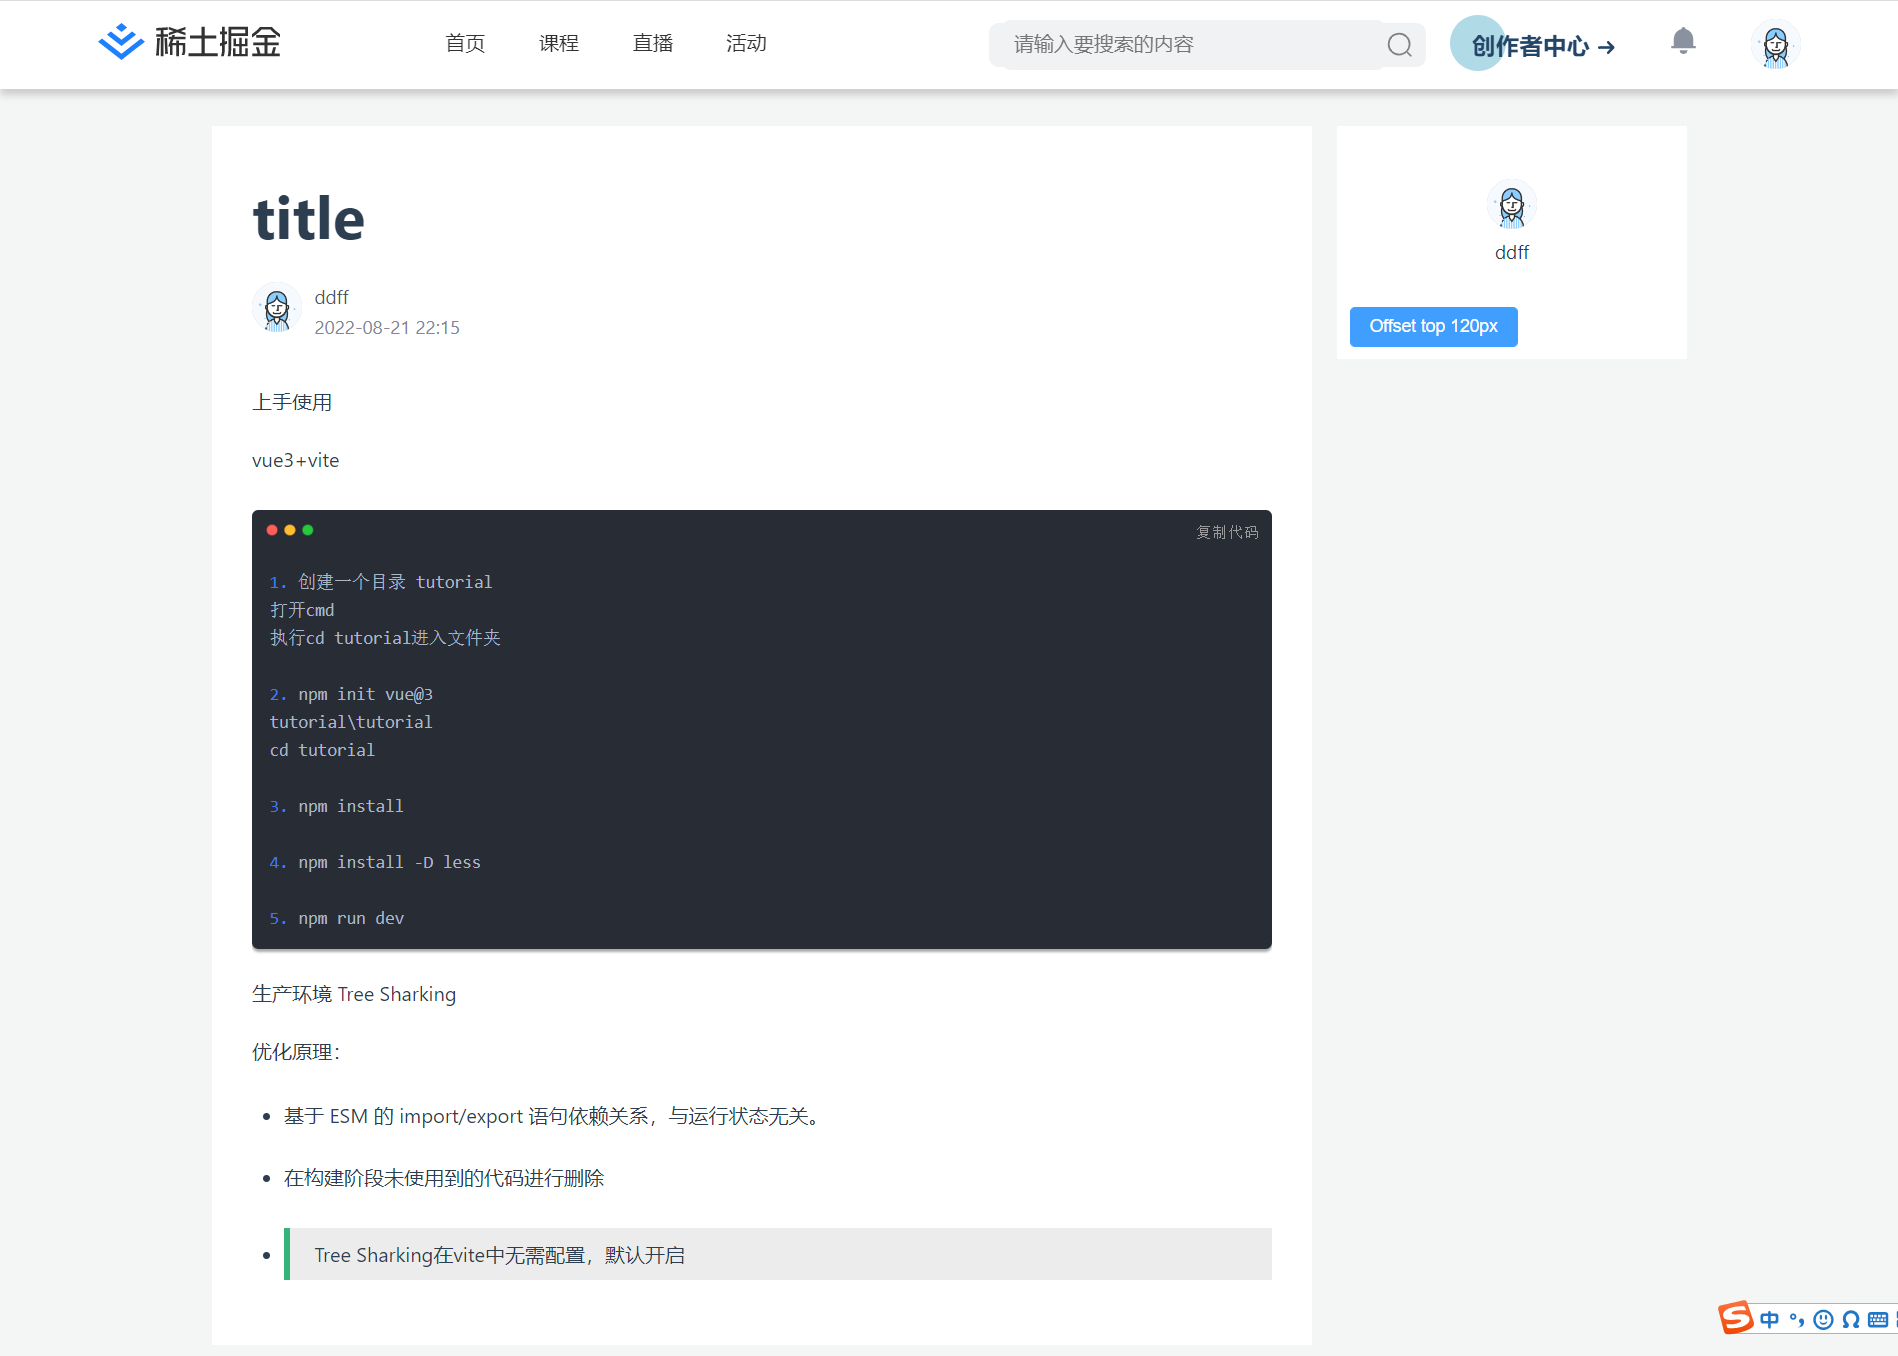 稀土掘金
首页
课程
直播
活动
请输入要搜索的内容
创作者中心 →
title
ddff
2022-08-21 22:15
上手使用
vue3+vite
复制代码
1. 创建一个目录 tutorial
打开cmd
执行cd tutorial进入文件夹
2. npm init vue@3
tutorial\tutorial
cd tutorial
3. npm install
4. npm install -D less
5. npm run dev
生产环境 Tree Sharking
优化原理：
• 基于 ESM 的 import/export 语句依赖关系，与运行状态无关。
• 在构建阶段未使用到的代码进行删除
• Tree Sharking在vite中无需配置，默认开启
ddff
Offset top 120px
S 中